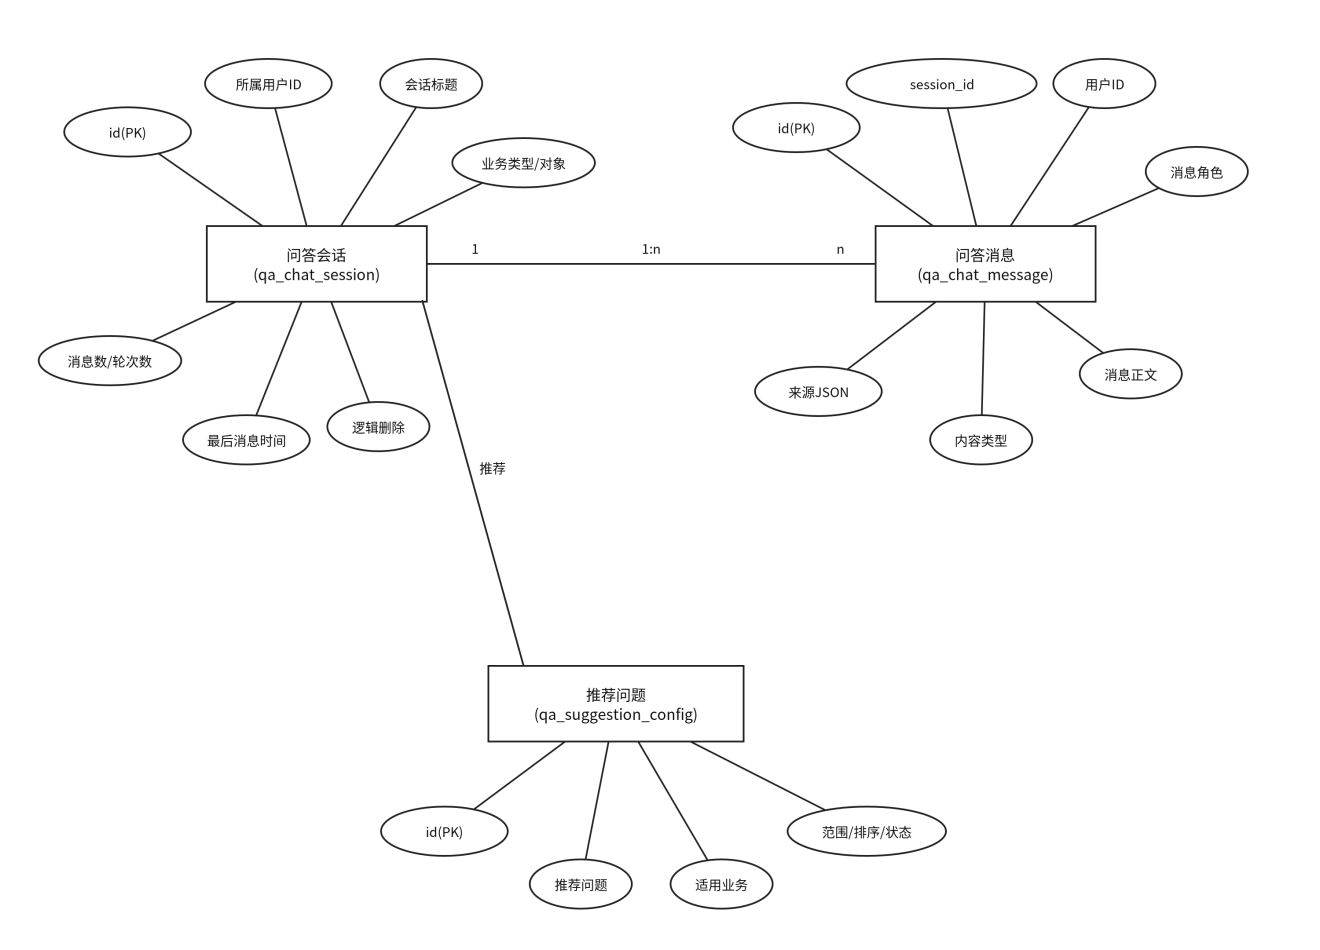 所属用户ID
会话标题
id(PK)
业务类型/对象
问答会话
(qa_chat_session)
消息数/轮次数
最后消息时间
逻辑删除
1
1:n
n
session_id
用户ID
id(PK)
消息角色
问答消息
(qa_chat_message)
来源JSON
内容类型
消息正文
推荐
推荐问题
(qa_suggestion_config)
id(PK)
推荐问题
适用业务
范围/排序/状态